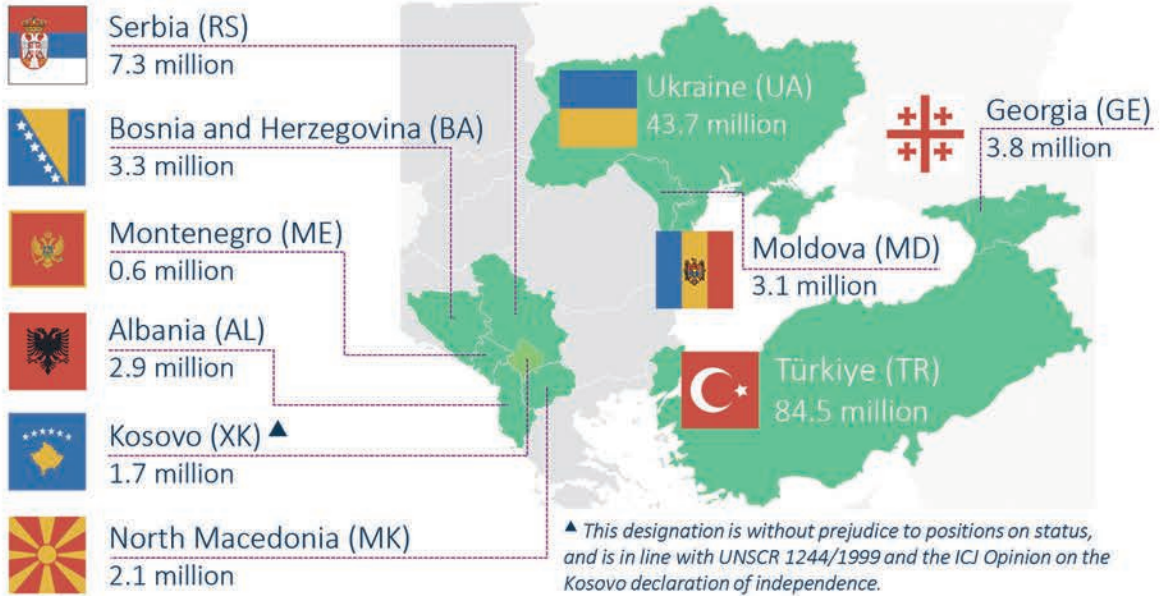 Serbia (RS)
7.3 million
Bosnia and Herzegovina (BA)
3.3 million
Montenegro (ME)
0.6 million
Albania (AL)
2.9 million
Kosovo (XK) ▲
1.7 million
North Macedonia (MK)
2.1 million
Ukraine (UA)
43.7 million
Georgia (GE)
3.8 million
Moldova (MD)
3.1 million
Türkiye (TR)
84.5 million
▲ This designation is without prejudice to positions on status,
and is in line with UNSCR 1244/1999 and the ICJ Opinion on the
Kosovo declaration of independence.